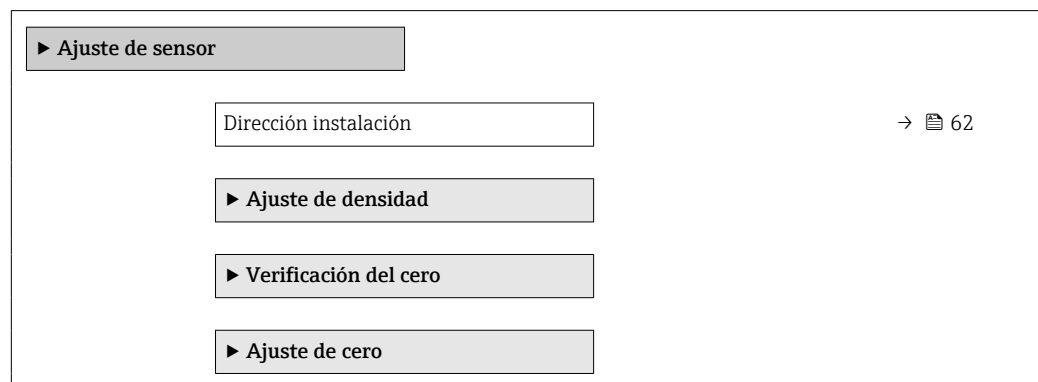 ▶ Ajuste de sensor
Dirección instalación → 62
▶ Ajuste de densidad
▶ Verificación del cero
▶ Ajuste de cero